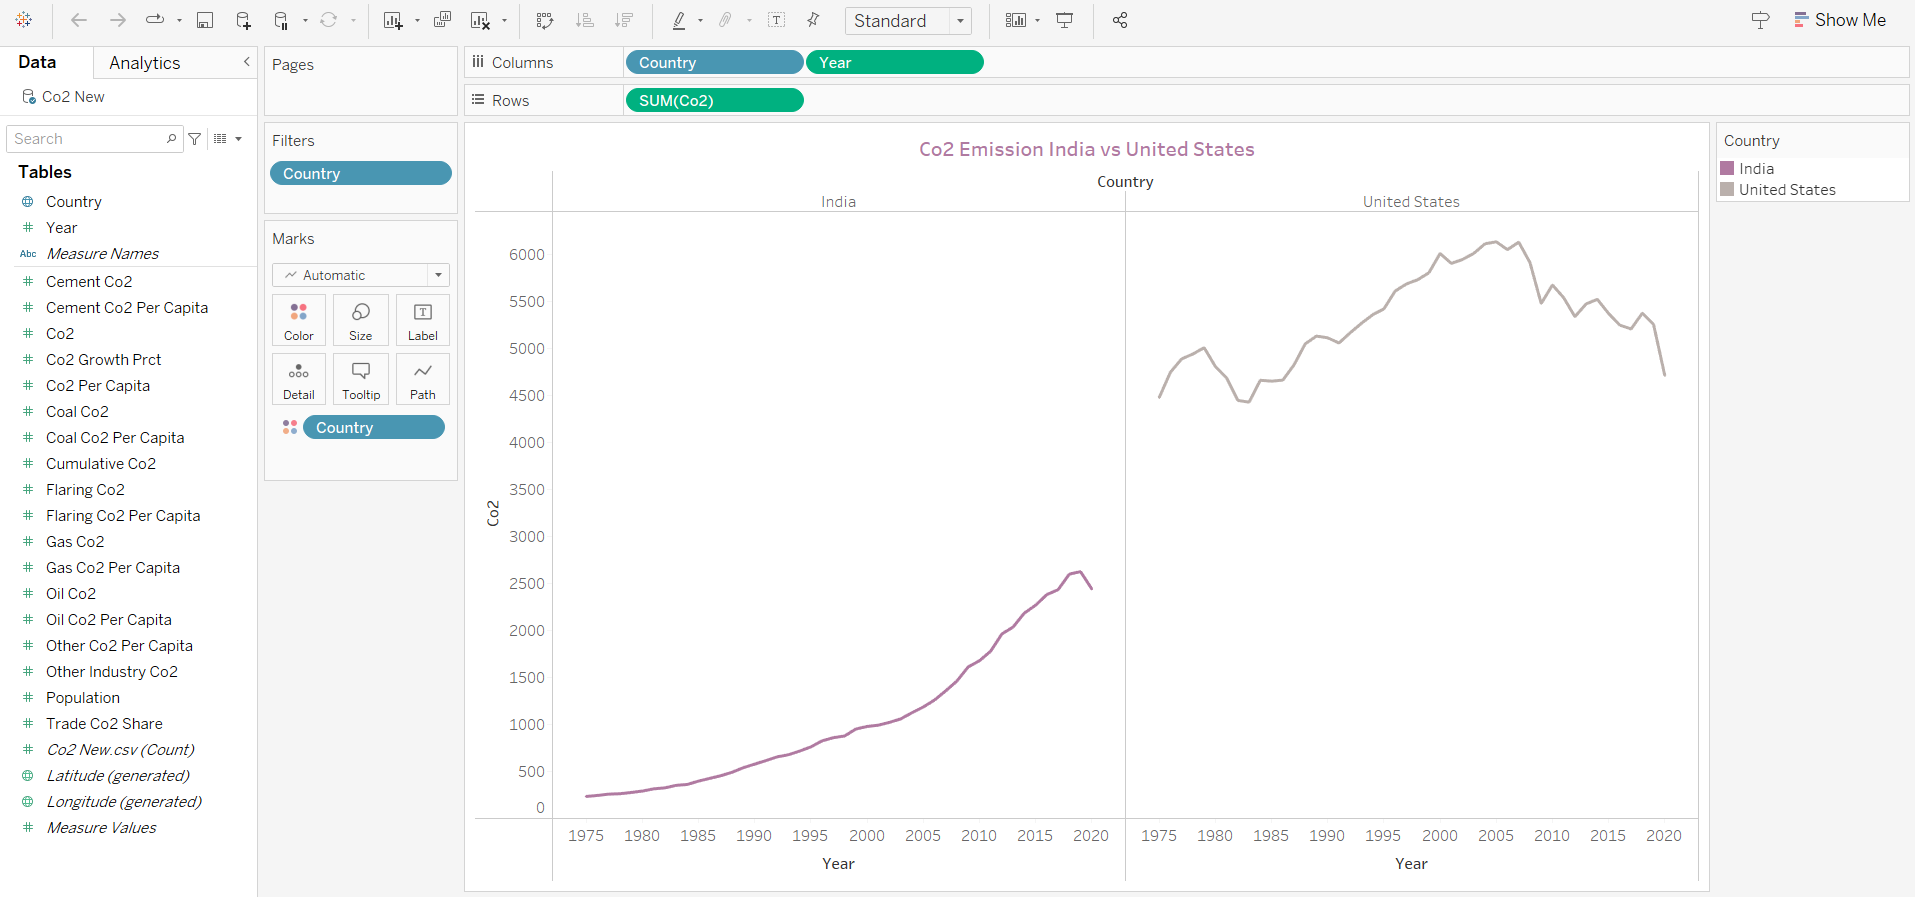 Standard
Show Me
Data
Analytics
Co2 New
Search
Tables
Country
Year
Abc Measure Names
Cement Co2
Cement Co2 Per Capita
Co2
Co2 Growth Prct
Co2 Per Capita
Coal Co2
Coal Co2 Per Capita
Cumulative Co2
Flaring Co2
Flaring Co2 Per Capita
Gas Co2
Gas Co2 Per Capita
Oil Co2
Oil Co2 Per Capita
Other Co2 Per Capita
Other Industry Co2
Population
Trade Co2 Share
Co2 New.csv (Count)
Latitude (generated)
Longitude (generated)
Measure Values
Pages
Filters
Country
Marks
Automatic
Color Size Label
Detail Tooltip Path
Country
Columns Country Year
Rows SUM(Co2)
Co2 Emission India vs United States
Country
India United States
6000
5500
5000
4500
4000
3500
3000
2500
2000
1500
1000
500
0
Co2
1975 1980 1985 1990 1995 2000 2005 2010 2015 2020 1975 1980 1985 1990 1995 2000 2005 2010 2015 2020
Year Year
Country
India
United States